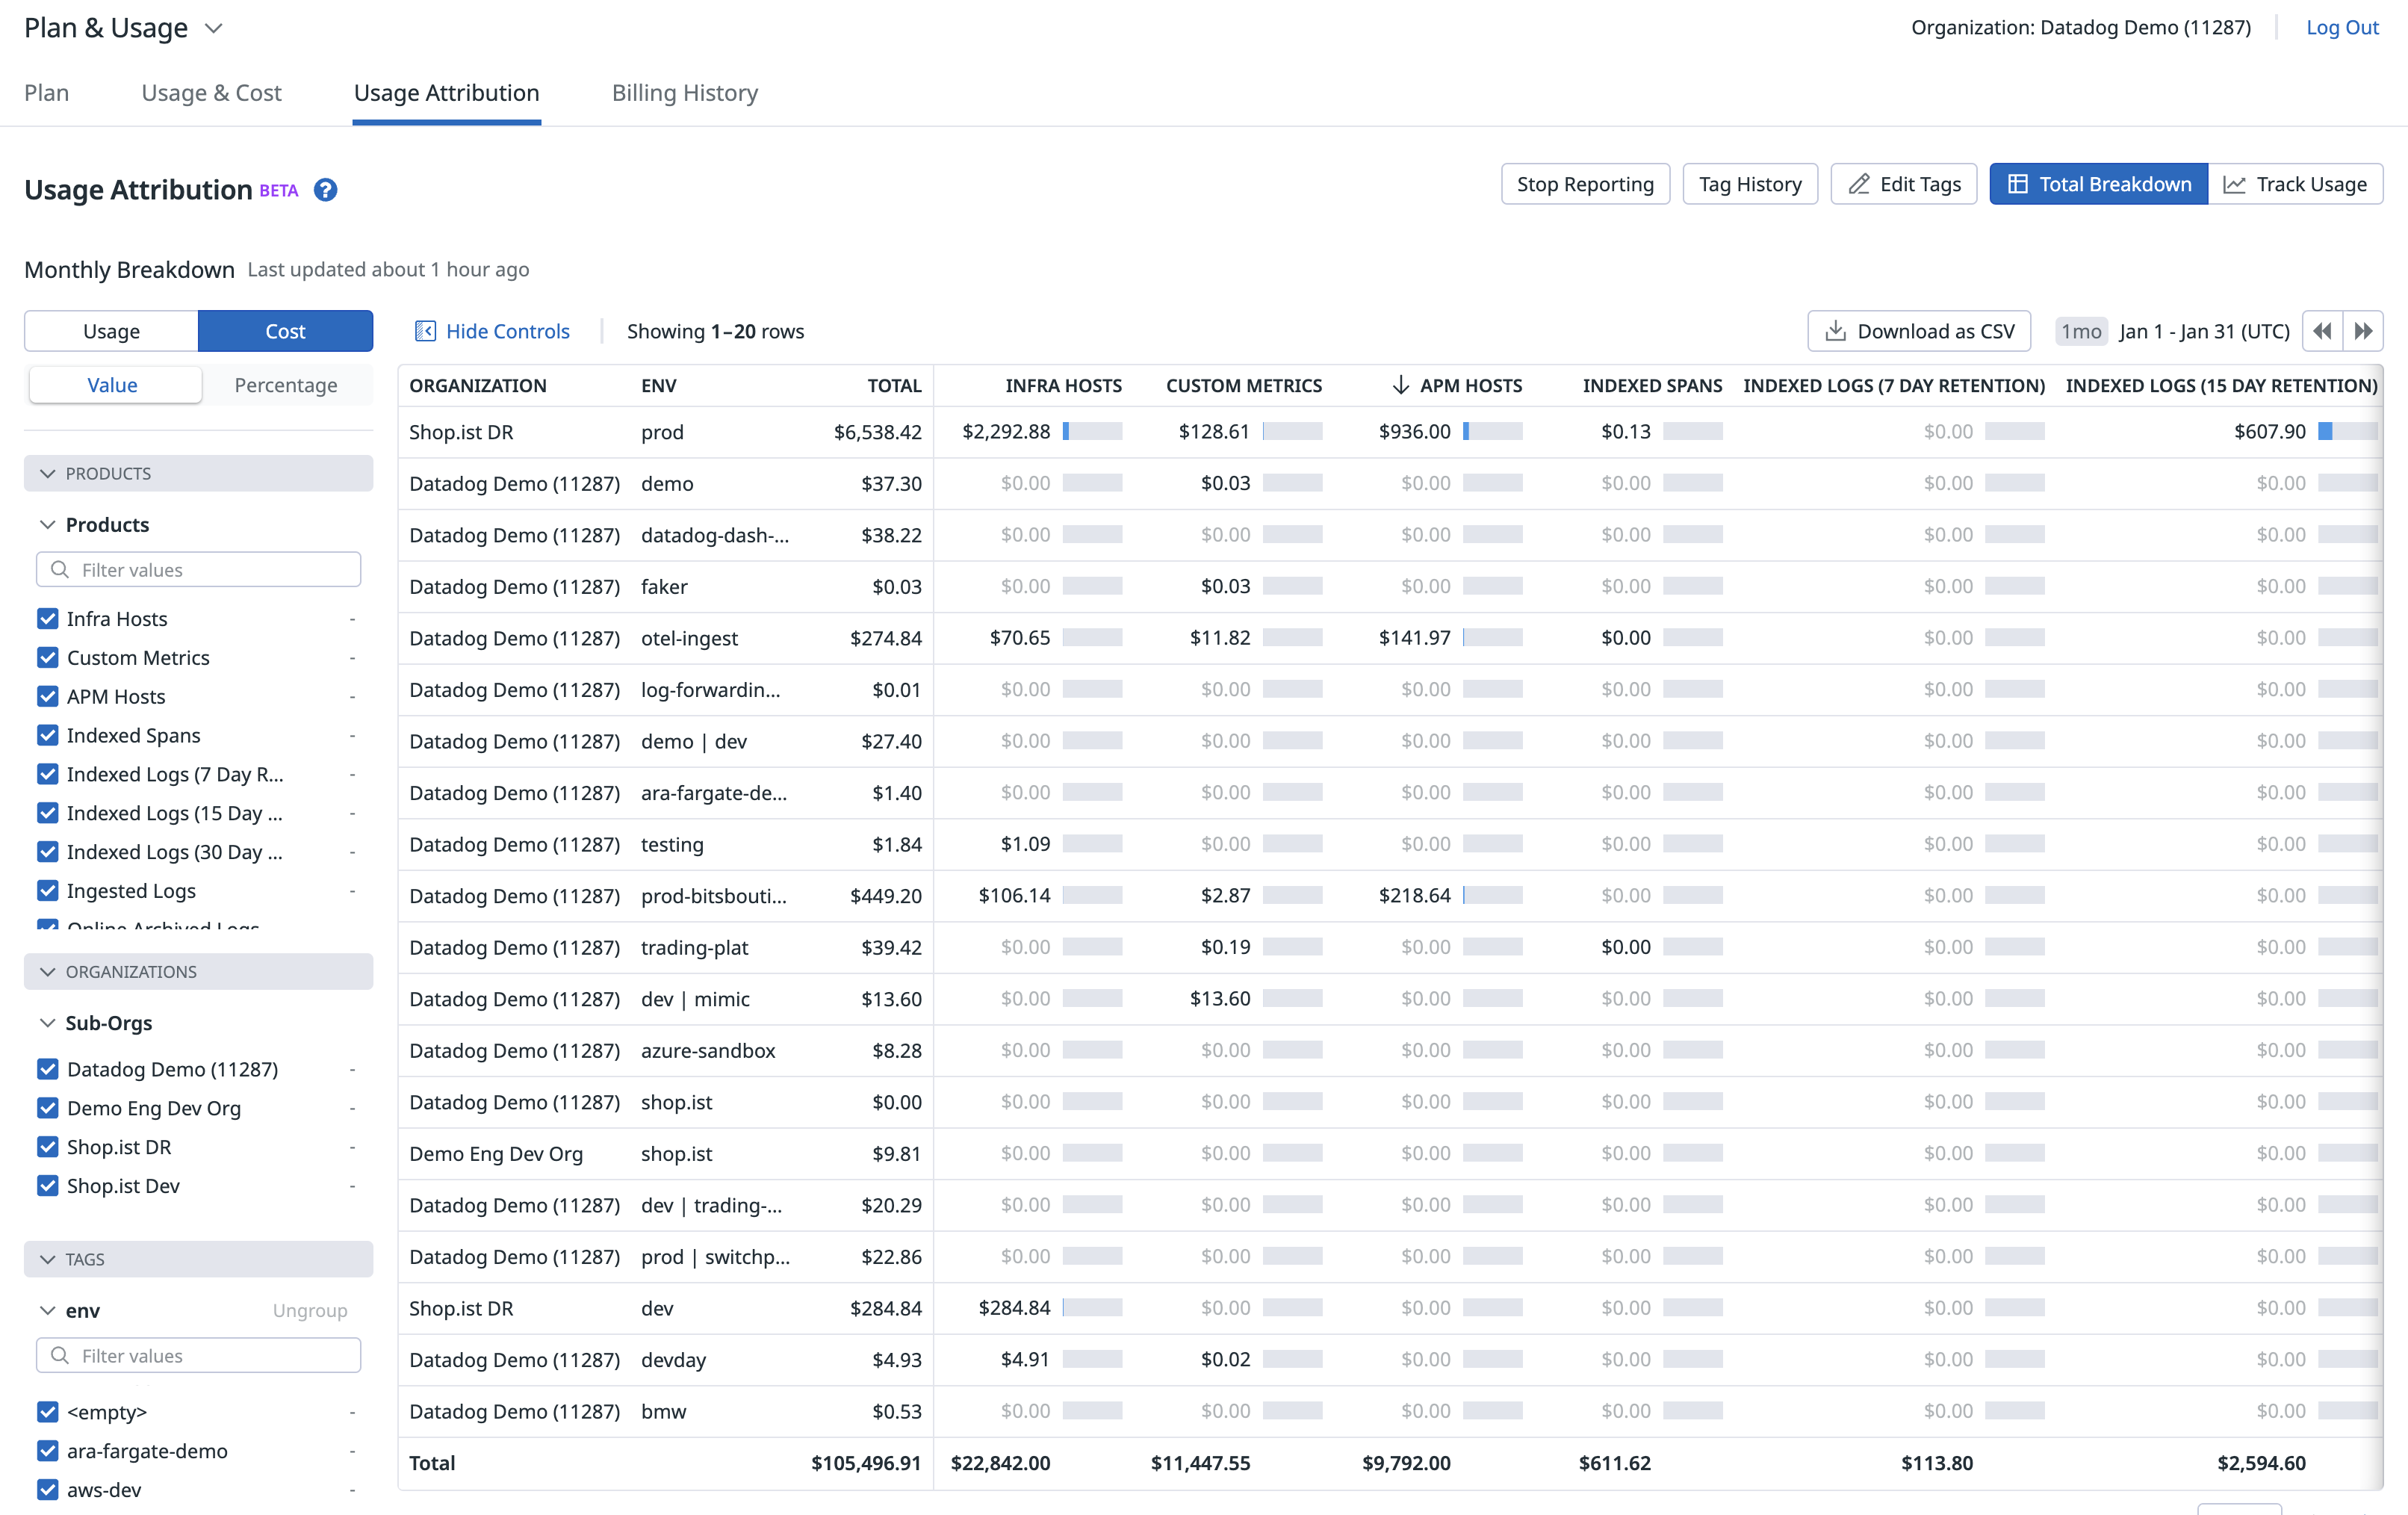 Plan & Usage
Organization: Datadog Demo (11287) Log Out
Plan Usage & Cost Usage Attribution Billing History
Usage Attribution BETA ?
Stop Reporting Tag History Edit Tags Total Breakdown Track Usage
Monthly Breakdown Last updated about 1 hour ago
Usage Cost
Value Percentage
PRODUCTS
Products
Filter values
Infra Hosts -
Custom Metrics -
APM Hosts -
Indexed Spans -
Indexed Logs (7 Day R... -
Indexed Logs (15 Day ... -
Indexed Logs (30 Day ... -
Ingested Logs -
Online Archived Logs
ORGANIZATIONS
Sub-Orgs
Datadog Demo (11287) -
Demo Eng Dev Org -
Shop.ist DR -
Shop.ist Dev -
TAGS
env Ungroup
Filter values
<empty> -
ara-fargate-demo -
aws-dev -
Hide Controls Showing 1–20 rows Download as CSV 1mo Jan 1 - Jan 31 (UTC)
ORGANIZATION ENV TOTAL INFRA HOSTS CUSTOM METRICS APM HOSTS INDEXED SPANS INDEXED LOGS (7 DAY RETENTION) INDEXED LOGS (15 DAY RETENTION)
Shop.ist DR prod $6,538.42 $2,292.88 $128.61 $936.00 $0.13 $0.00 $607.90
Datadog Demo (11287) demo $37.30 $0.00 $0.03 $0.00 $0.00 $0.00 $0.00
Datadog Demo (11287) datadog-dash-... $38.22 $0.00 $0.00 $0.00 $0.00 $0.00 $0.00
Datadog Demo (11287) faker $0.03 $0.00 $0.03 $0.00 $0.00 $0.00 $0.00
Datadog Demo (11287) otel-ingest $274.84 $70.65 $11.82 $141.97 $0.00 $0.00 $0.00
Datadog Demo (11287) log-forwardin... $0.01 $0.00 $0.00 $0.00 $0.00 $0.00 $0.00
Datadog Demo (11287) demo | dev $27.40 $0.00 $0.00 $0.00 $0.00 $0.00 $0.00
Datadog Demo (11287) ara-fargate-de... $1.40 $0.00 $0.00 $0.00 $0.00 $0.00 $0.00
Datadog Demo (11287) testing $1.84 $1.09 $0.00 $0.00 $0.00 $0.00 $0.00
Datadog Demo (11287) prod-bitsbouti... $449.20 $106.14 $2.87 $218.64 $0.00 $0.00 $0.00
Datadog Demo (11287) trading-plat $39.42 $0.00 $0.19 $0.00 $0.00 $0.00 $0.00
Datadog Demo (11287) dev | mimic $13.60 $0.00 $13.60 $0.00 $0.00 $0.00 $0.00
Datadog Demo (11287) azure-sandbox $8.28 $0.00 $0.00 $0.00 $0.00 $0.00 $0.00
Datadog Demo (11287) shop.ist $0.00 $0.00 $0.00 $0.00 $0.00 $0.00 $0.00
Demo Eng Dev Org shop.ist $9.81 $0.00 $0.00 $0.00 $0.00 $0.00 $0.00
Datadog Demo (11287) dev | trading-... $20.29 $0.00 $0.00 $0.00 $0.00 $0.00 $0.00
Datadog Demo (11287) prod | switchp... $22.86 $0.00 $0.00 $0.00 $0.00 $0.00 $0.00
Shop.ist DR dev $284.84 $284.84 $0.00 $0.00 $0.00 $0.00 $0.00
Datadog Demo (11287) devday $4.93 $4.91 $0.02 $0.00 $0.00 $0.00 $0.00
Datadog Demo (11287) bmw $0.53 $0.00 $0.00 $0.00 $0.00 $0.00 $0.00
Total $105,496.91 $22,842.00 $11,447.55 $9,792.00 $611.62 $113.80 $2,594.60